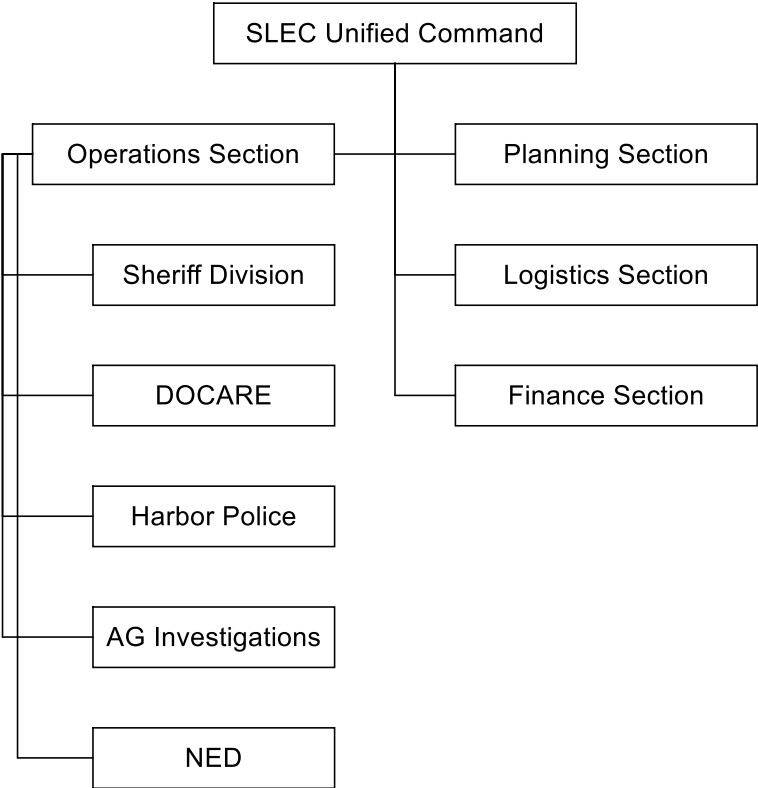 SLEC Unified Command
Operations Section
Planning Section
Sheriff Division
Logistics Section
DOCARE
Finance Section
Harbor Police
AG Investigations
NED